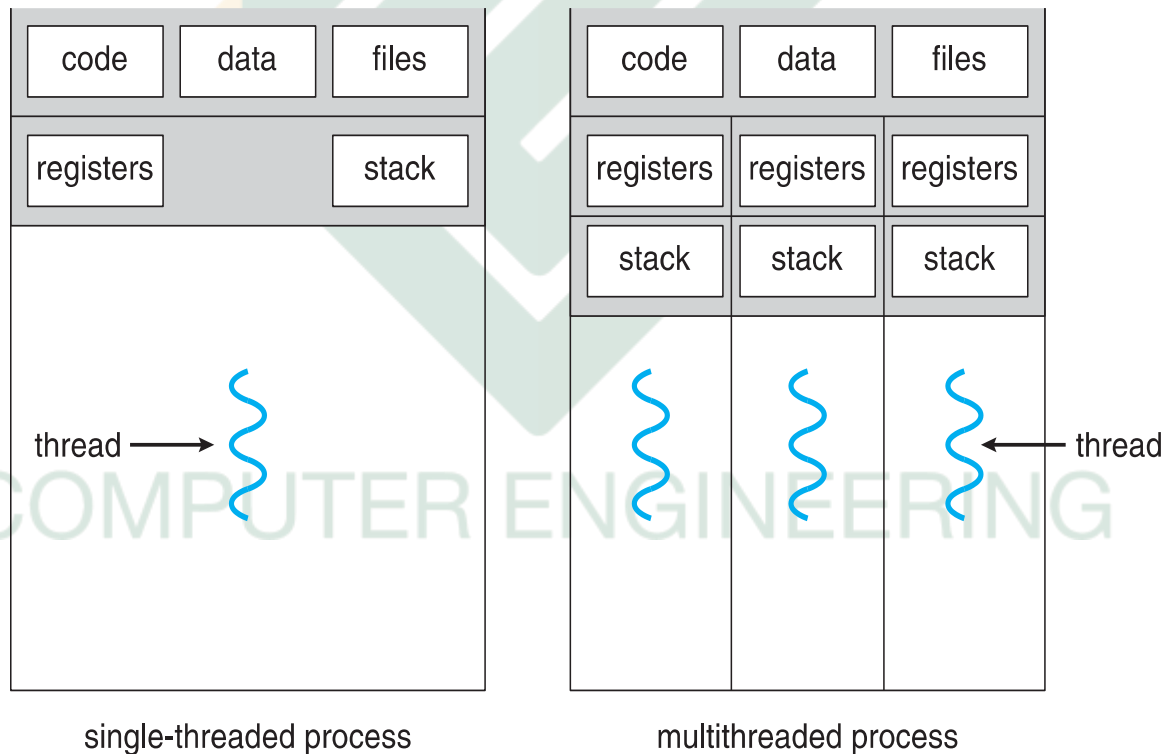 code data files
registers stack
thread
single-threaded process
code data files
registers registers registers
stack stack stack
thread
multithreaded process
COMPUTER ENGINEERING